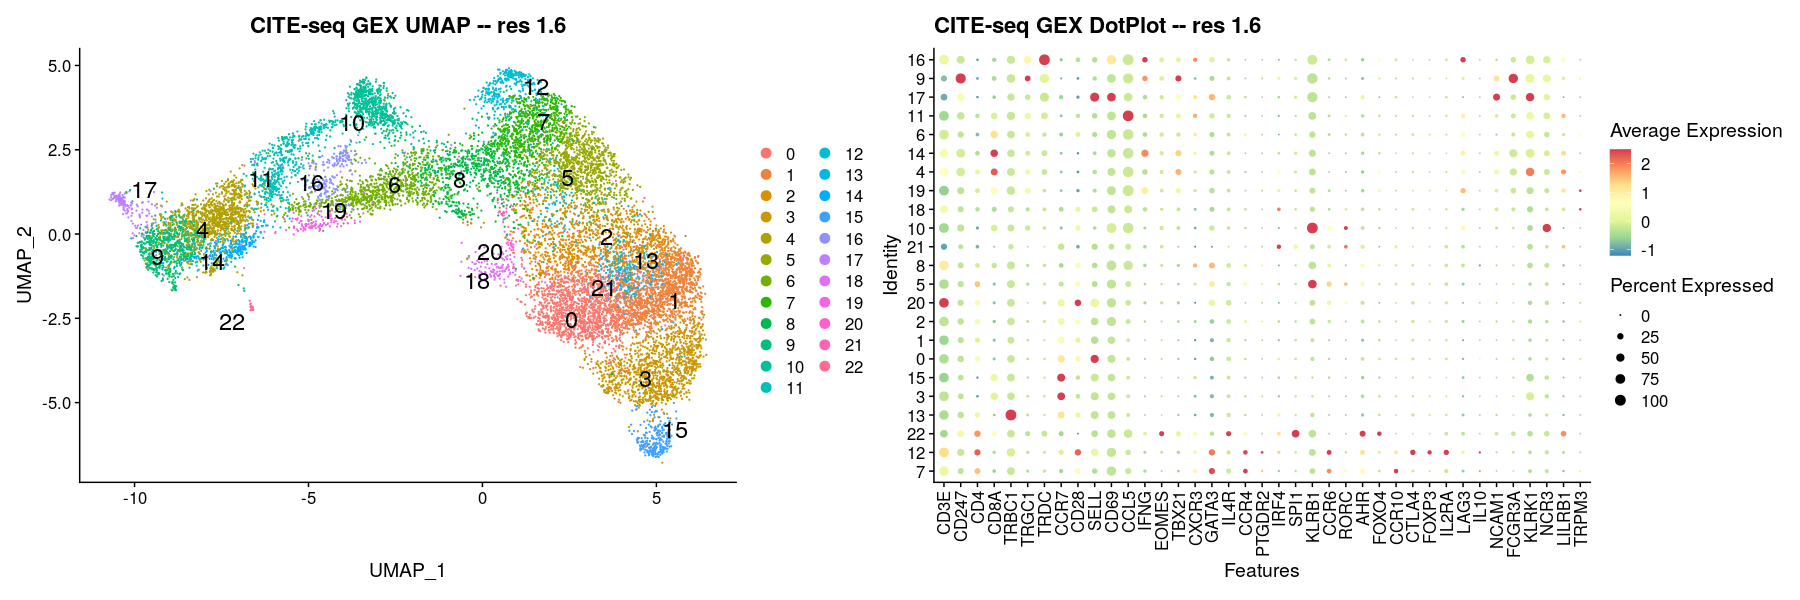 CITE-seq GEX UMAP -- res 1.6
5.0
2.5
0.0
-2.5
-5.0
UMAP_2
-10
-5
0
5
UMAP_1
12
10
7
17
11
16
6
8
5
19
4
9
14
20
18
2
13
21
1
0
22
3
15
0
1
2
3
4
5
6
7
8
9
10
11
12
13
14
15
16
17
18
19
20
21
22
CITE-seq GEX DotPlot -- res 1.6
Identity
16
9
17
11
6
14
4
19
18
10
21
8
5
20
2
1
0
15
3
13
22
12
7
CD3E
CD247
CD4
CD8A
TRBC1
TRGC1
TRDC
CCR7
CD28
SELL
CD69
CCL5
IFNG
EOMES
TBX21
CXCR3
GATA3
IL4R
CCR4
PTGDR2
IRF4
SPI1
KLRB1
CCR6
RORC
AHR
FOXO4
CCR10
CTLA4
FOXP3
IL2RA
LAG3
IL10
NCAM1
FCGR3A
KLRK1
NCR3
LILRB1
TRPM3
Features
Average Expression
2
1
0
-1
Percent Expressed
0
25
50
75
100